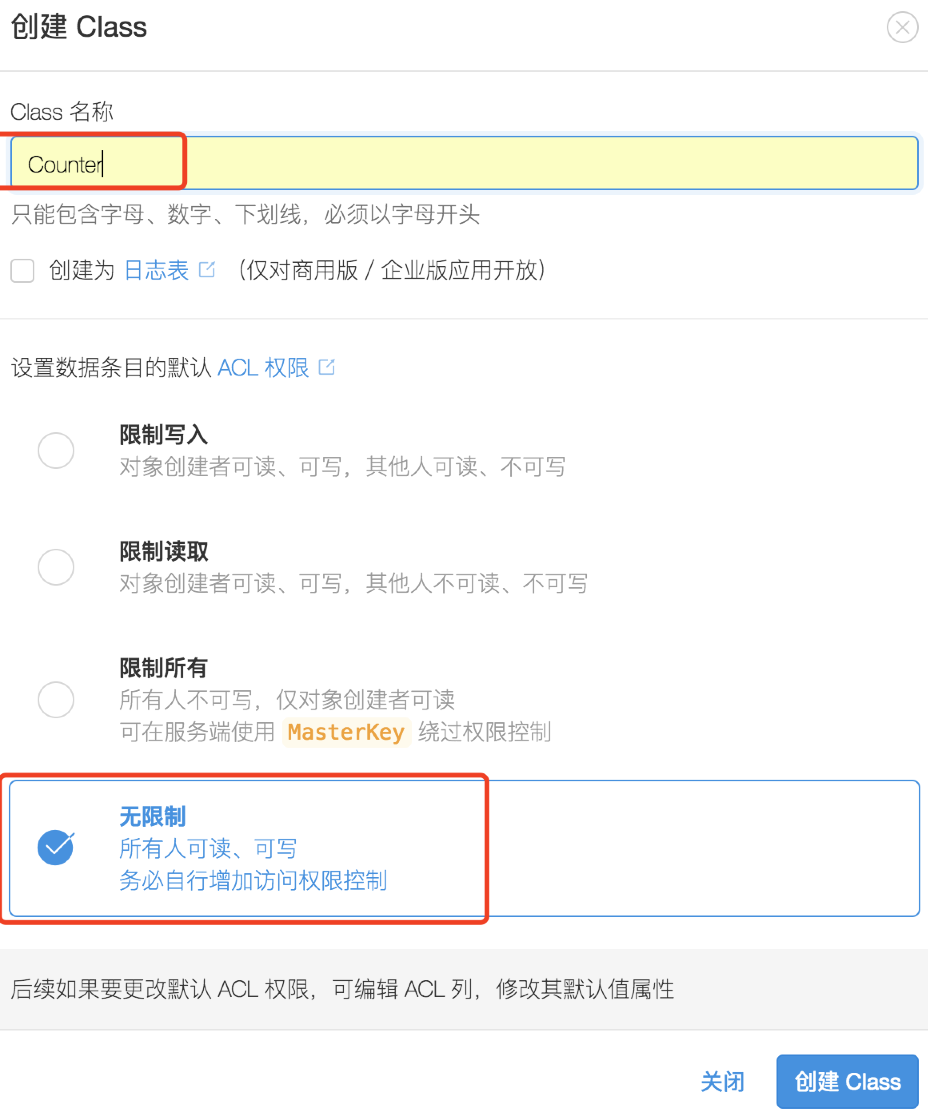 创建 Class
Class 名称
Counter
只能包含字母、数字、下划线，必须以字母开头
创建为 日志表 （仅对商用版 / 企业版应用开放）
设置数据条目的默认 ACL 权限
限制写入
对象创建者可读、可写，其他人可读、不可写
限制读取
对象创建者可读、可写，其他人不可读、不可写
限制所有
所有人不可写，仅对象创建者可读
可在服务端使用 MasterKey 绕过权限控制
无限制
所有人可读、可写
务必自行增加访问权限控制
后续如果要更改默认 ACL 权限，可编辑 ACL 列，修改其默认值属性
关闭 创建 Class